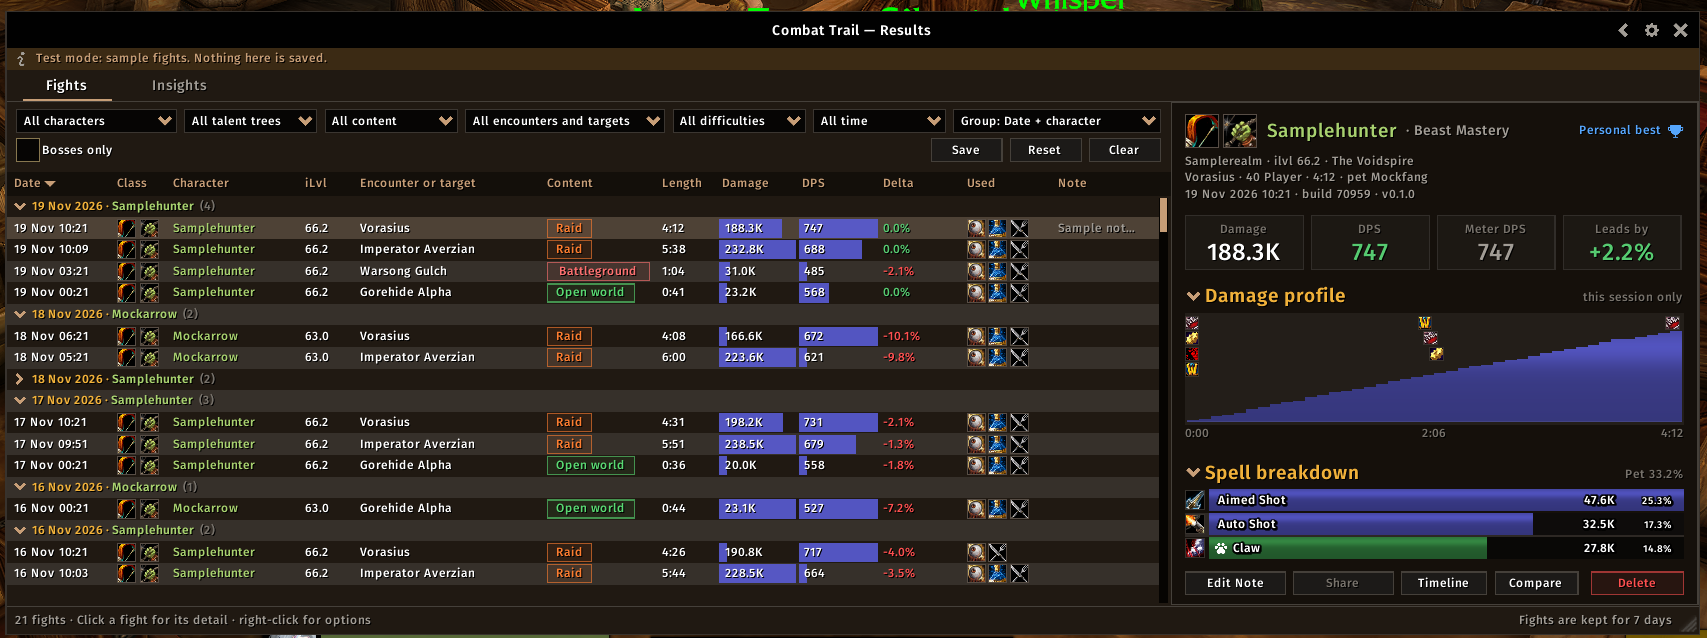 Whisper
Combat Trail — Results
Test mode: sample fights. Nothing here is saved.
Fights Insights
All characters All talent trees All content All encounters and targets All difficulties All time Group: Date + character
Bosses only Save Reset Clear
Date Class Character iLvl Encounter or target Content Length Damage DPS Delta Used Note
19 Nov 2026 · Samplehunter (4)
19 Nov 10:21 Samplehunter 66.2 Vorasius Raid 4:12 188.3K 747 0.0% Sample not...
19 Nov 10:09 Samplehunter 66.2 Imperator Averzian Raid 5:38 232.8K 688 0.0%
19 Nov 03:21 Samplehunter 66.2 Warsong Gulch Battleground 1:04 31.0K 485 -2.1%
19 Nov 00:21 Samplehunter 66.2 Gorehide Alpha Open world 0:41 23.2K 568 0.0%
18 Nov 2026 · Mockarrow (2)
18 Nov 06:21 Mockarrow 63.0 Vorasius Raid 4:08 166.6K 672 -10.1%
18 Nov 05:21 Mockarrow 63.0 Imperator Averzian Raid 6:00 223.6K 621 -9.8%
18 Nov 2026 · Samplehunter (2)
17 Nov 2026 · Samplehunter (3)
17 Nov 10:21 Samplehunter 66.2 Vorasius Raid 4:31 198.2K 731 -2.1%
17 Nov 09:51 Samplehunter 66.2 Imperator Averzian Raid 5:51 238.5K 679 -1.3%
17 Nov 00:21 Samplehunter 66.2 Gorehide Alpha Open world 0:36 20.0K 558 -1.8%
16 Nov 2026 · Mockarrow (1)
16 Nov 00:21 Mockarrow 63.0 Gorehide Alpha Open world 0:44 23.1K 527 -7.2%
16 Nov 2026 · Samplehunter (2)
16 Nov 10:21 Samplehunter 66.2 Vorasius Raid 4:26 190.8K 717 -4.0%
16 Nov 10:03 Samplehunter 66.2 Imperator Averzian Raid 5:44 228.5K 664 -3.5%
Samplehunter · Beast Mastery Personal best
Samplerealm · ilvl 66.2 · The Voidspire
Vorasius · 40 Player · 4:12 · pet Mockfang
19 Nov 2026 10:21 · build 70959 · v0.1.0
Damage DPS Meter DPS Leads by
188.3K 747 747 +2.2%
Damage profile this session only
0:00 2:06 4:12
Spell breakdown Pet 33.2%
Aimed Shot 47.6K 25.3%
Auto Shot 32.5K 17.3%
Claw 27.8K 14.8%
Edit Note Share Timeline Compare Delete
21 fights · Click a fight for its detail · right-click for options Fights are kept for 7 days